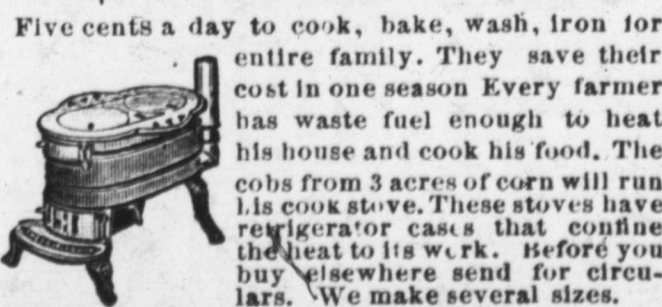 Five cents a day to cook, bake, wash, iron for
entire family. They save their
cost in one season Every farmer
has waste fuel enough to heat
his house and cook his food. The
cobs from 3 acres of corn will run
his cook stove. These stoves have
refrigerator cases that confine
the heat to its work. Before you
buy elsewhere send for circu-
lars. We make several sizes.